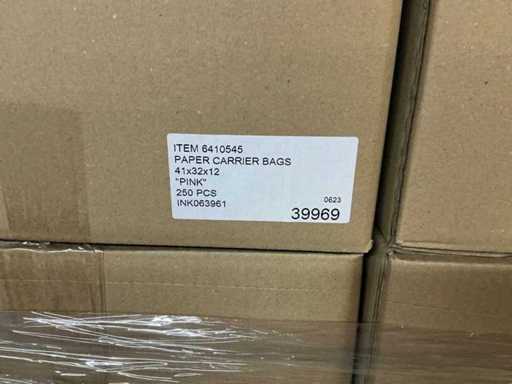 ITEM 6410545
PAPER CARRIER BAGS
41x32x12
"PINK"
250 PCS
INK063961
0623
39969